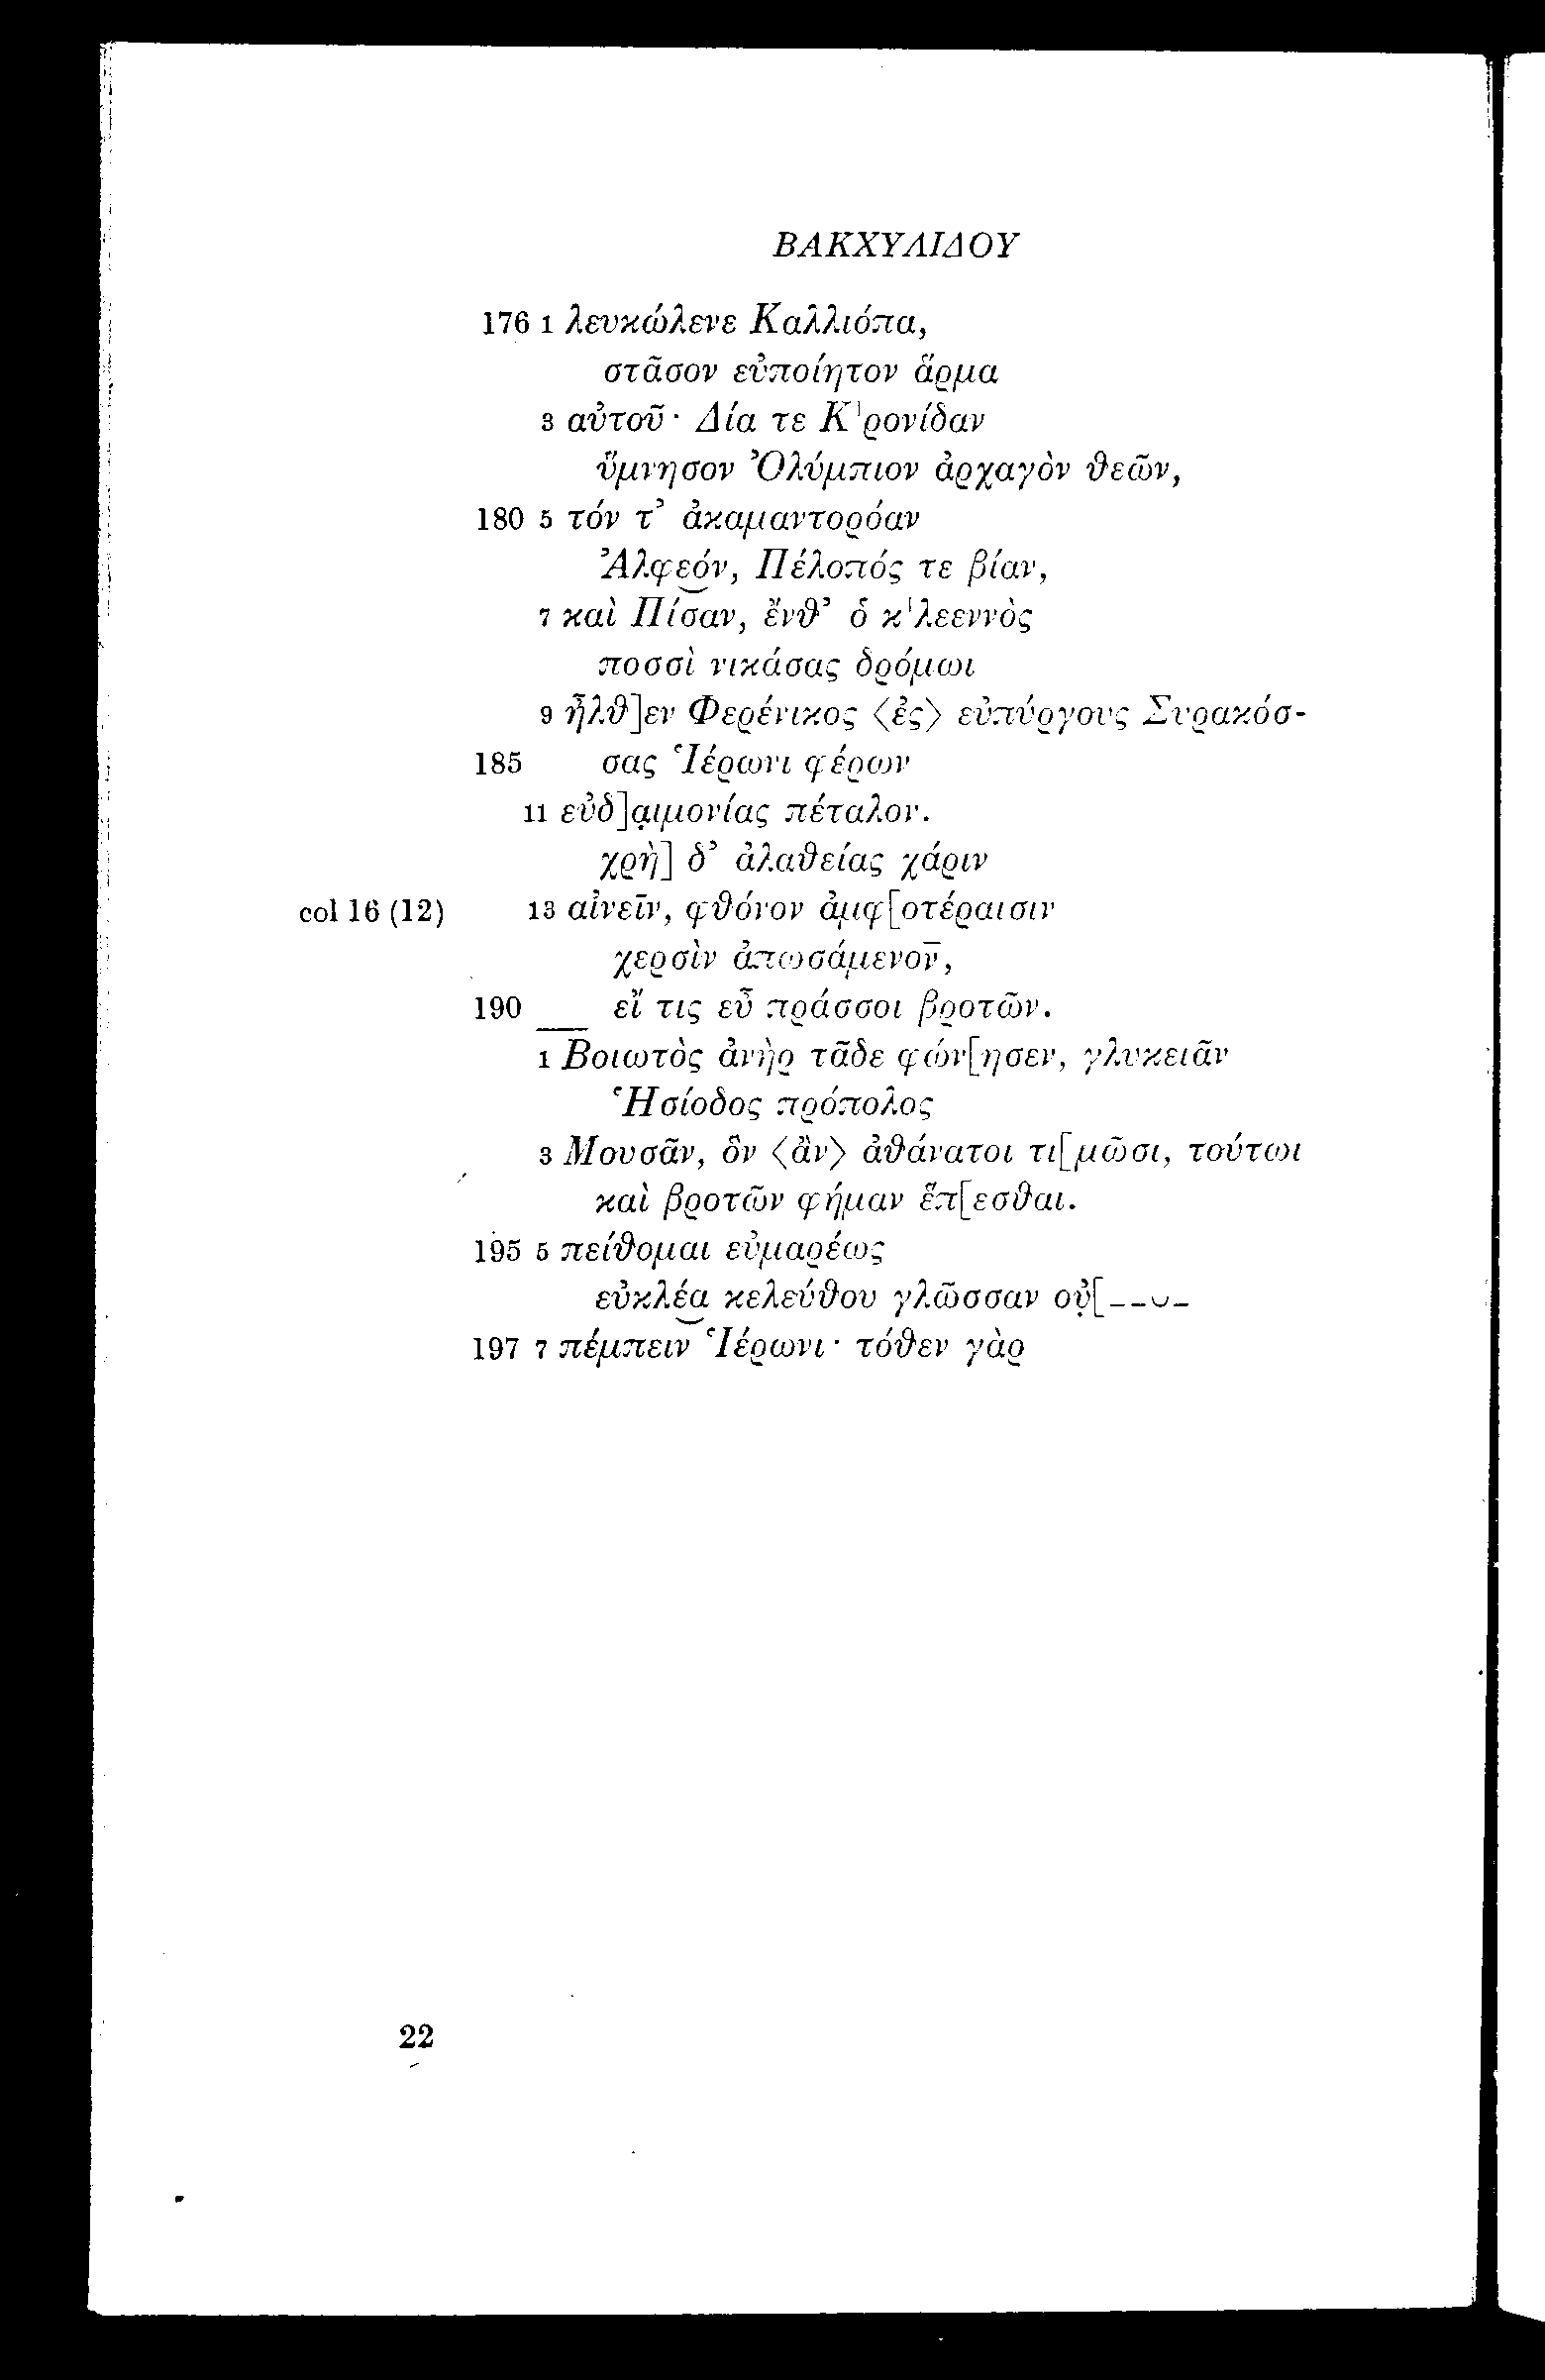 ΒΑΚΧΥΛΙΔΟΥ
176 1 λευκώλενε Καλλιόπα,
στᾶσον εὐποίητον ἅρμα
3 αὐτοῦ· Δία τε Κ'ρονίδαν
ὕμνησον Ὀλύμπιον ἀρχαγὸν θεῶν,
180 5 τόν τ' ἀκαμαντορόαν
Ἀλφεόν, Πέλοπός τε βίαν,
7 καὶ Πίσαν, ἔνθ' ὁ κ'λεεννὸς
ποσσὶ νικάσας δρόμωι
9 ἦλθ]εν Φερένικος ⟨ἐς⟩ εὐπύργους Συρακόσ-
185 σας Ἱέρωνι φέρων
11 εὐδ]α̣ιμονίας πέταλον.
χρὴ] δ' ἀλαθείας χάριν
col 16 (12) 13 αἰνεῖν, φθόνον ἀμφ[οτέραισιν
χερσὶν ἀπωσάμενον̅,
190 εἴ τις εὖ πράσσοι βροτῶν.
1 Βοιωτὸς ἀνὴρ τᾶδε φών[ησεν, γλυκειᾶν
Ἡσίοδος πρόπολος
3 Μουσᾶν, ὃν ⟨ἂν⟩ ἀθάνατοι τι[μῶσι, τούτωι
καὶ βροτῶν φήμαν ἕπ[εσθαι.
195 5 πείθομαι εὐμαρέως
εὐκλέα κελεύθου γλῶσσαν οὐ̣[‒‒⏑‒
197 7 πέμπειν Ἱέρωνι· τόθεν γὰρ
22